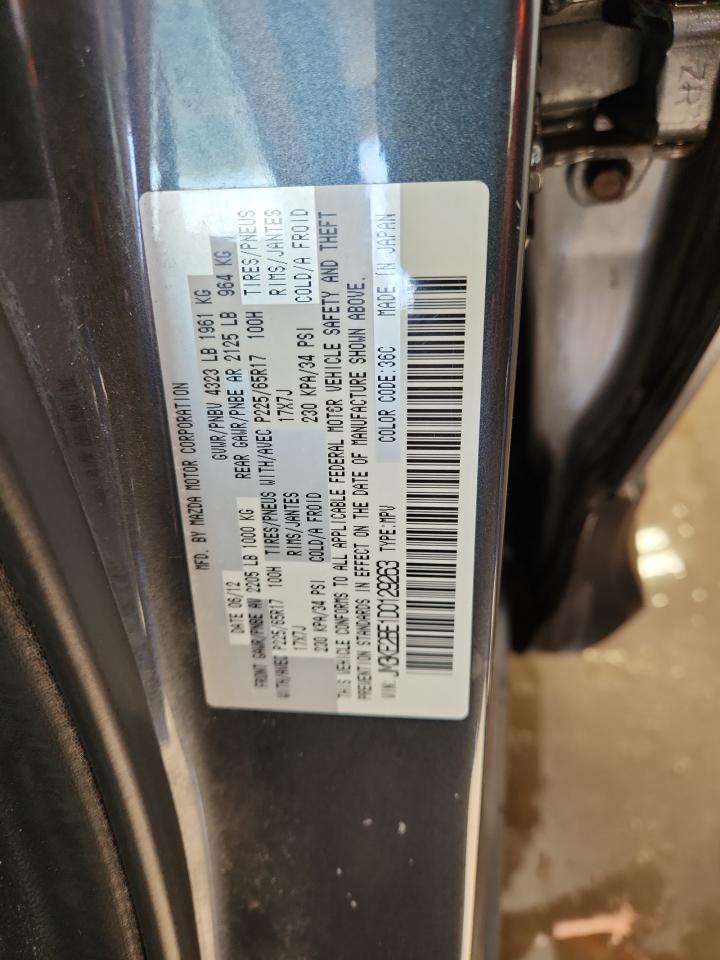 MFD. BY MAZDA MOTOR CORPORATION
DATE 06/12 GVWR/PNBV 4323 LB 1961 KG
FRONT GAWR/PNBE AV 2205 LB 1000 KG REAR GAWR/PNBE AR 2125 LB 964 KG
WITH/AVEC P225/65R17 100H TIRES/PNEUS WITH/AVEC P225/65R17 100H TIRES/PNEUS
17X7J RIMS/JANTES 17X7J RIMS/JANTES
230 KPA/34 PSI COLD/A FROID 230 KPA/34 PSI COLD/A FROID
THIS VEHICLE CONFORMS TO ALL APPLICABLE FEDERAL MOTOR VEHICLE SAFETY AND THEFT
PREVENTION STANDARDS IN EFFECT ON THE DATE OF MANUFACTURE SHOWN ABOVE.
VIN: JM3KE2BE1D0129263 TYPE:MPV COLOR CODE:36C MADE IN JAPAN
ZR